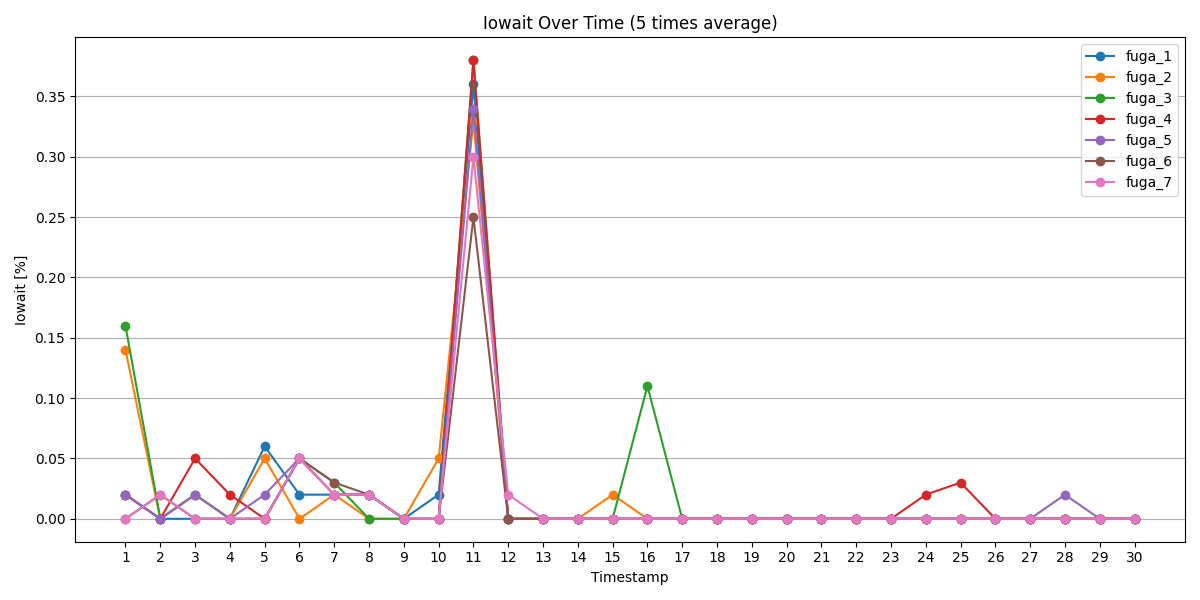 Iowait Over Time (5 times average)
Iowait [%]
0.35
0.30
0.25
0.20
0.15
0.10
0.05
0.00
fuga_1
fuga_2
fuga_3
fuga_4
fuga_5
fuga_6
fuga_7
1 2 3 4 5 6 7 8 9 10 11 12 13 14 15 16 17 18 19 20 21 22 23 24 25 26 27 28 29 30
Timestamp